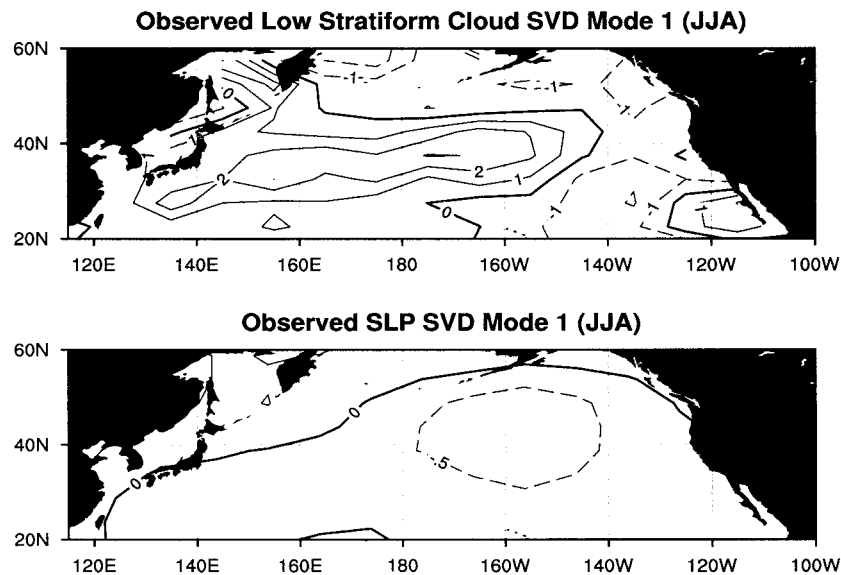 Observed Low Stratiform Cloud SVD Mode 1 (JJA)
60N
-1
-1
-1
0
40N
1
2
2
1
-1
-1
1
0
20N
120E 140E 160E 180 160W 140W 120W 100W
Observed SLP SVD Mode 1 (JJA)
60N
0
40N
-.5
0
20N
120E 140E 160E 180 160W 140W 120W 100W